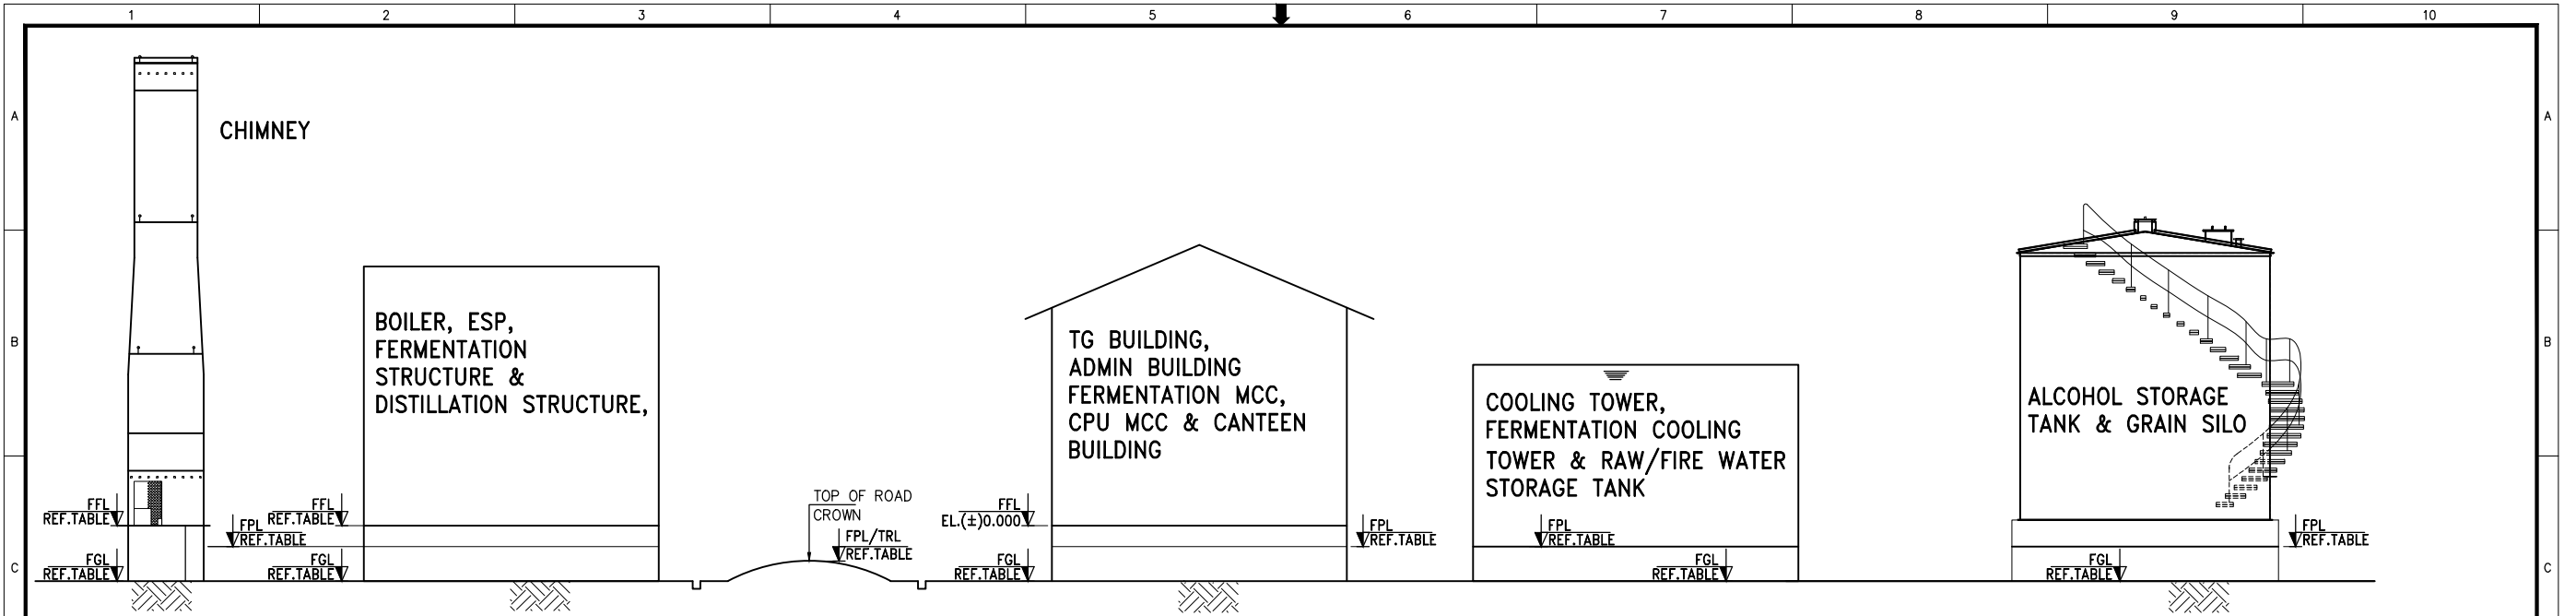 1 2 3 4 5 6 7 8 9 10
A A
CHIMNEY
B B
BOILER, ESP,
FERMENTATION
STRUCTURE &
DISTILLATION STRUCTURE,
TG BUILDING,
ADMIN BUILDING
FERMENTATION MCC,
CPU MCC & CANTEEN
BUILDING
COOLING TOWER,
FERMENTATION COOLING
TOWER & RAW/FIRE WATER
STORAGE TANK
ALCOHOL STORAGE
TANK & GRAIN SILO
FFL
REF.TABLE
FPL
REF.TABLE
FGL
REF.TABLE
FFL
REF.TABLE
FGL
REF.TABLE
TOP OF ROAD
CROWN
FPL/TRL
REF.TABLE
FFL
EL.(±)0.000
FGL
REF.TABLE
FPL
REF.TABLE
FPL
REF.TABLE
FGL
REF.TABLE
FGL
REF.TABLE
FPL
REF.TABLE
C C